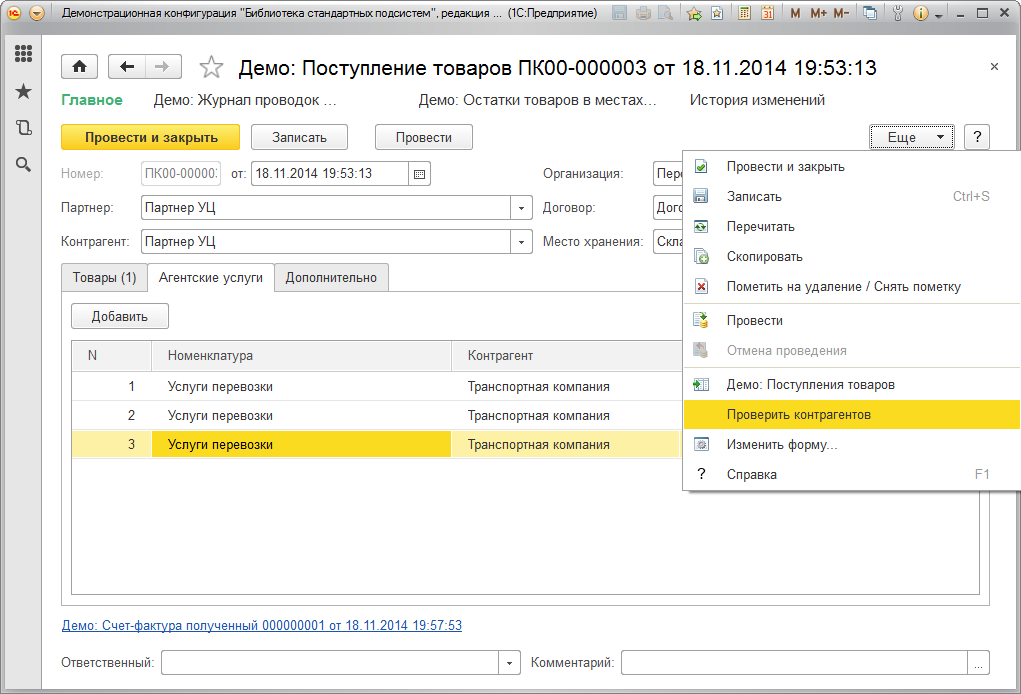 Демонстрационная конфигурация "Библиотека стандартных подсистем", редакция ... (1С:Предприятие)
M M+ M-
Демо: Поступление товаров ПК00-000003 от 18.11.2014 19:53:13
Главное Демо: Журнал проводок ... Демо: Остатки товаров в местах... История изменений
Провести и закрыть Записать Провести Еще ?
Номер: ПК00-00000 от: 18.11.2014 19:53:13 Организация:
Партнер: Партнер УЦ Договор:
Контрагент: Партнер УЦ Место хранения:
Товары (1) Агентские услуги Дополнительно
Добавить
N Номенклатура Контрагент
1 Услуги перевозки Транспортная компания
2 Услуги перевозки Транспортная компания
3 Услуги перевозки Транспортная компания
Провести и закрыть
Записать Ctrl+S
Перечитать
Скопировать
Пометить на удаление / Снять пометку
Провести
Отмена проведения
Демо: Поступления товаров
Проверить контрагентов
Изменить форму...
? Справка F1
Демо: Счет-фактура полученный 000000001 от 18.11.2014 19:57:53
Ответственный: Комментарий: ...